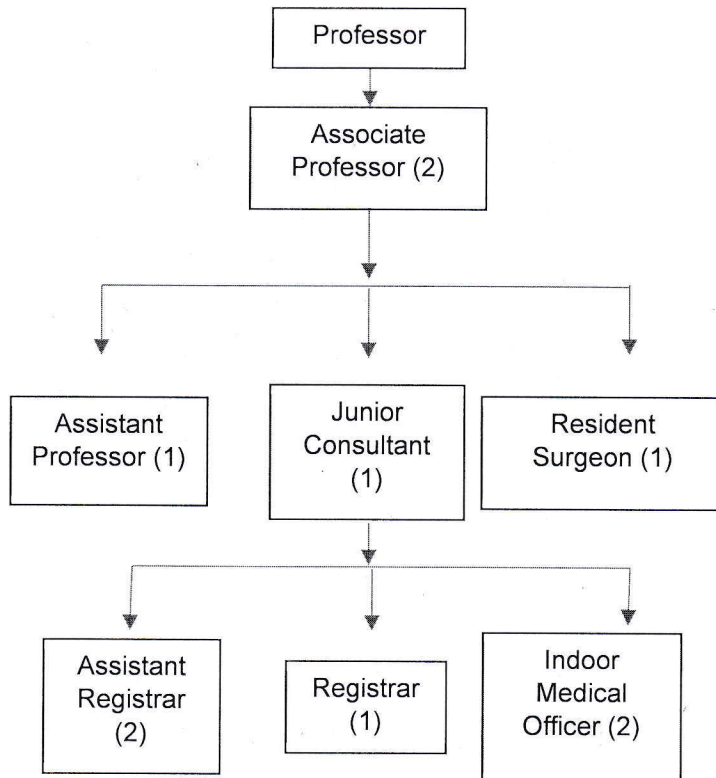 Professor
Associate
Professor (2)
Assistant
Professor (1)
Junior
Consultant
(1)
Resident
Surgeon (1)
Assistant
Registrar
(2)
Registrar
(1)
Indoor
Medical
Officer (2)